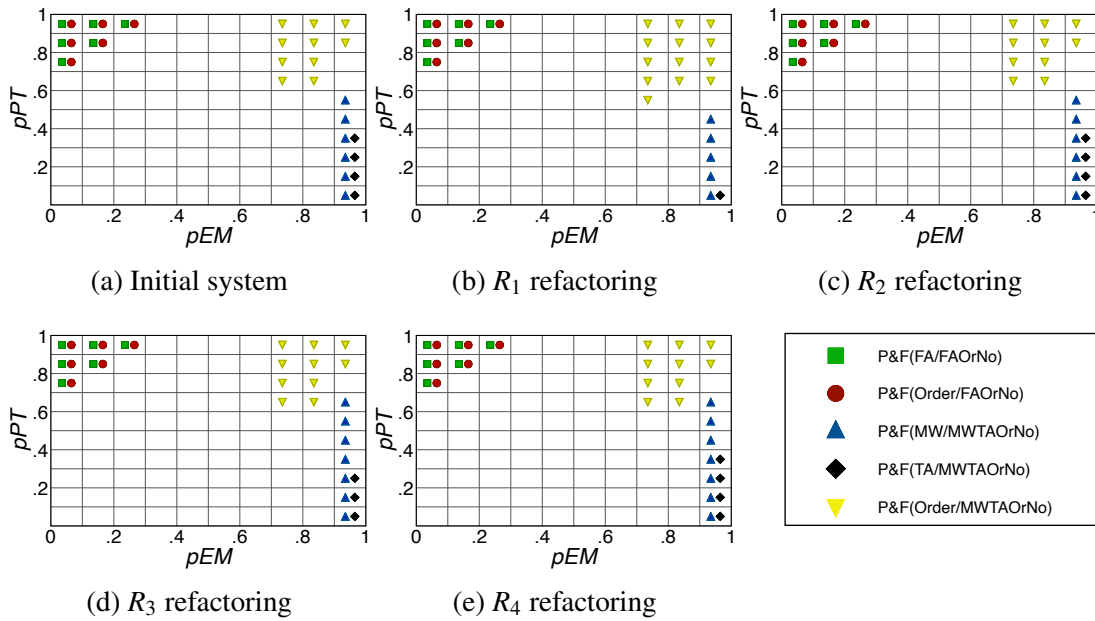 1
.8
.6
.4
.2
pPT
0
.2
.4
.6
.8
1
pEM
(a) Initial system
1
.8
.6
.4
.2
pPT
0
.2
.4
.6
.8
1
pEM
(b) R1 refactoring
1
.8
.6
.4
.2
pPT
0
.2
.4
.6
.8
1
pEM
(c) R2 refactoring
1
.8
.6
.4
.2
pPT
0
.2
.4
.6
.8
1
pEM
(d) R3 refactoring
1
.8
.6
.4
.2
pPT
0
.2
.4
.6
.8
1
pEM
(e) R4 refactoring
P&F(FA/FAOrNo)
P&F(Order/FAOrNo)
P&F(MW/MWTAOrNo)
P&F(TA/MWTAOrNo)
P&F(Order/MWTAOrNo)